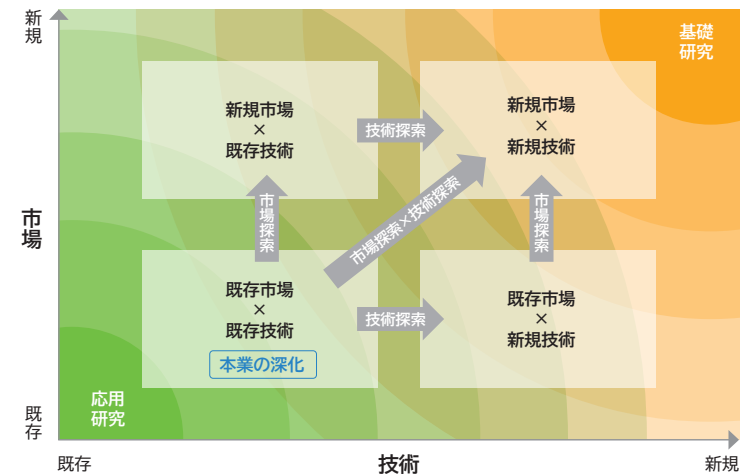 新規
基礎
研究
新規市場
×
既存技術
技術探索
新規市場
×
新規技術
市場探索
市場探索×技術探索
市場探索
市場
既存市場
×
既存技術
本業の深化
技術探索
既存市場
×
新規技術
応用
研究
既存
既存
技術
新規